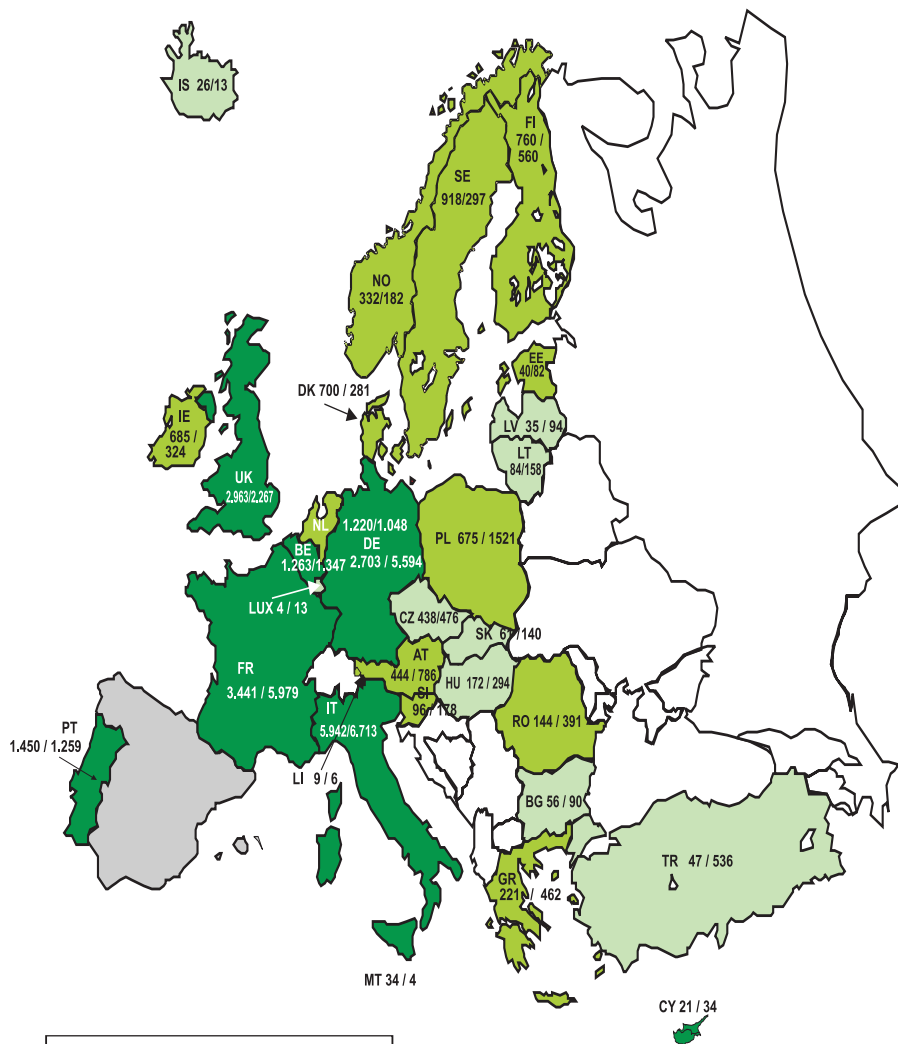 IS 26/13
FI
760 /
560
SE
918/297
NO
332/182
EE
40/82
DK 700 / 281
LV 35 / 94
IE
685 /
324
LT
84/158
UK
2.963/2.267
NL
1.220/1.048
DE
2.703 / 5.594
PL 675 / 1521
BE
1.263/1.347
LUX 4 / 13
CZ 438/476
SK 61 / 140
AT
444 / 786
HU 172 / 294
FR
3,441 / 5,979
SI
96 / 178
IT
5.942/6.713
RO 144 / 391
PT
1.450 / 1.259
LI 9 / 6
BG 56 / 90
TR 47 / 536
GR
221 / 462
MT 34 / 4
CY 21 / 34